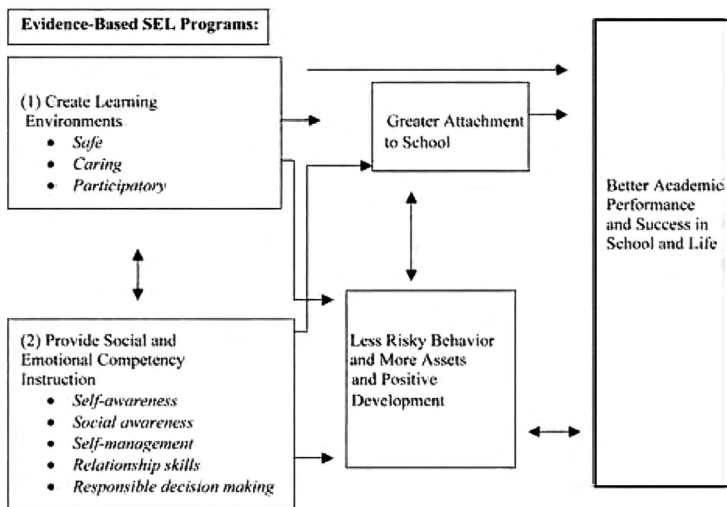 Evidence-Based SEL Programs:
(1) Create Learning
Environments
• Safe
• Caring
• Participatory
Greater Attachment
to School
Better Academic
Performance
and Success in
School and Life
(2) Provide Social and
Emotional Competency
Instruction
• Self-awareness
• Social awareness
• Self-management
• Relationship skills
• Responsible decision making
Less Risky Behavior
and More Assets
and Positive
Development